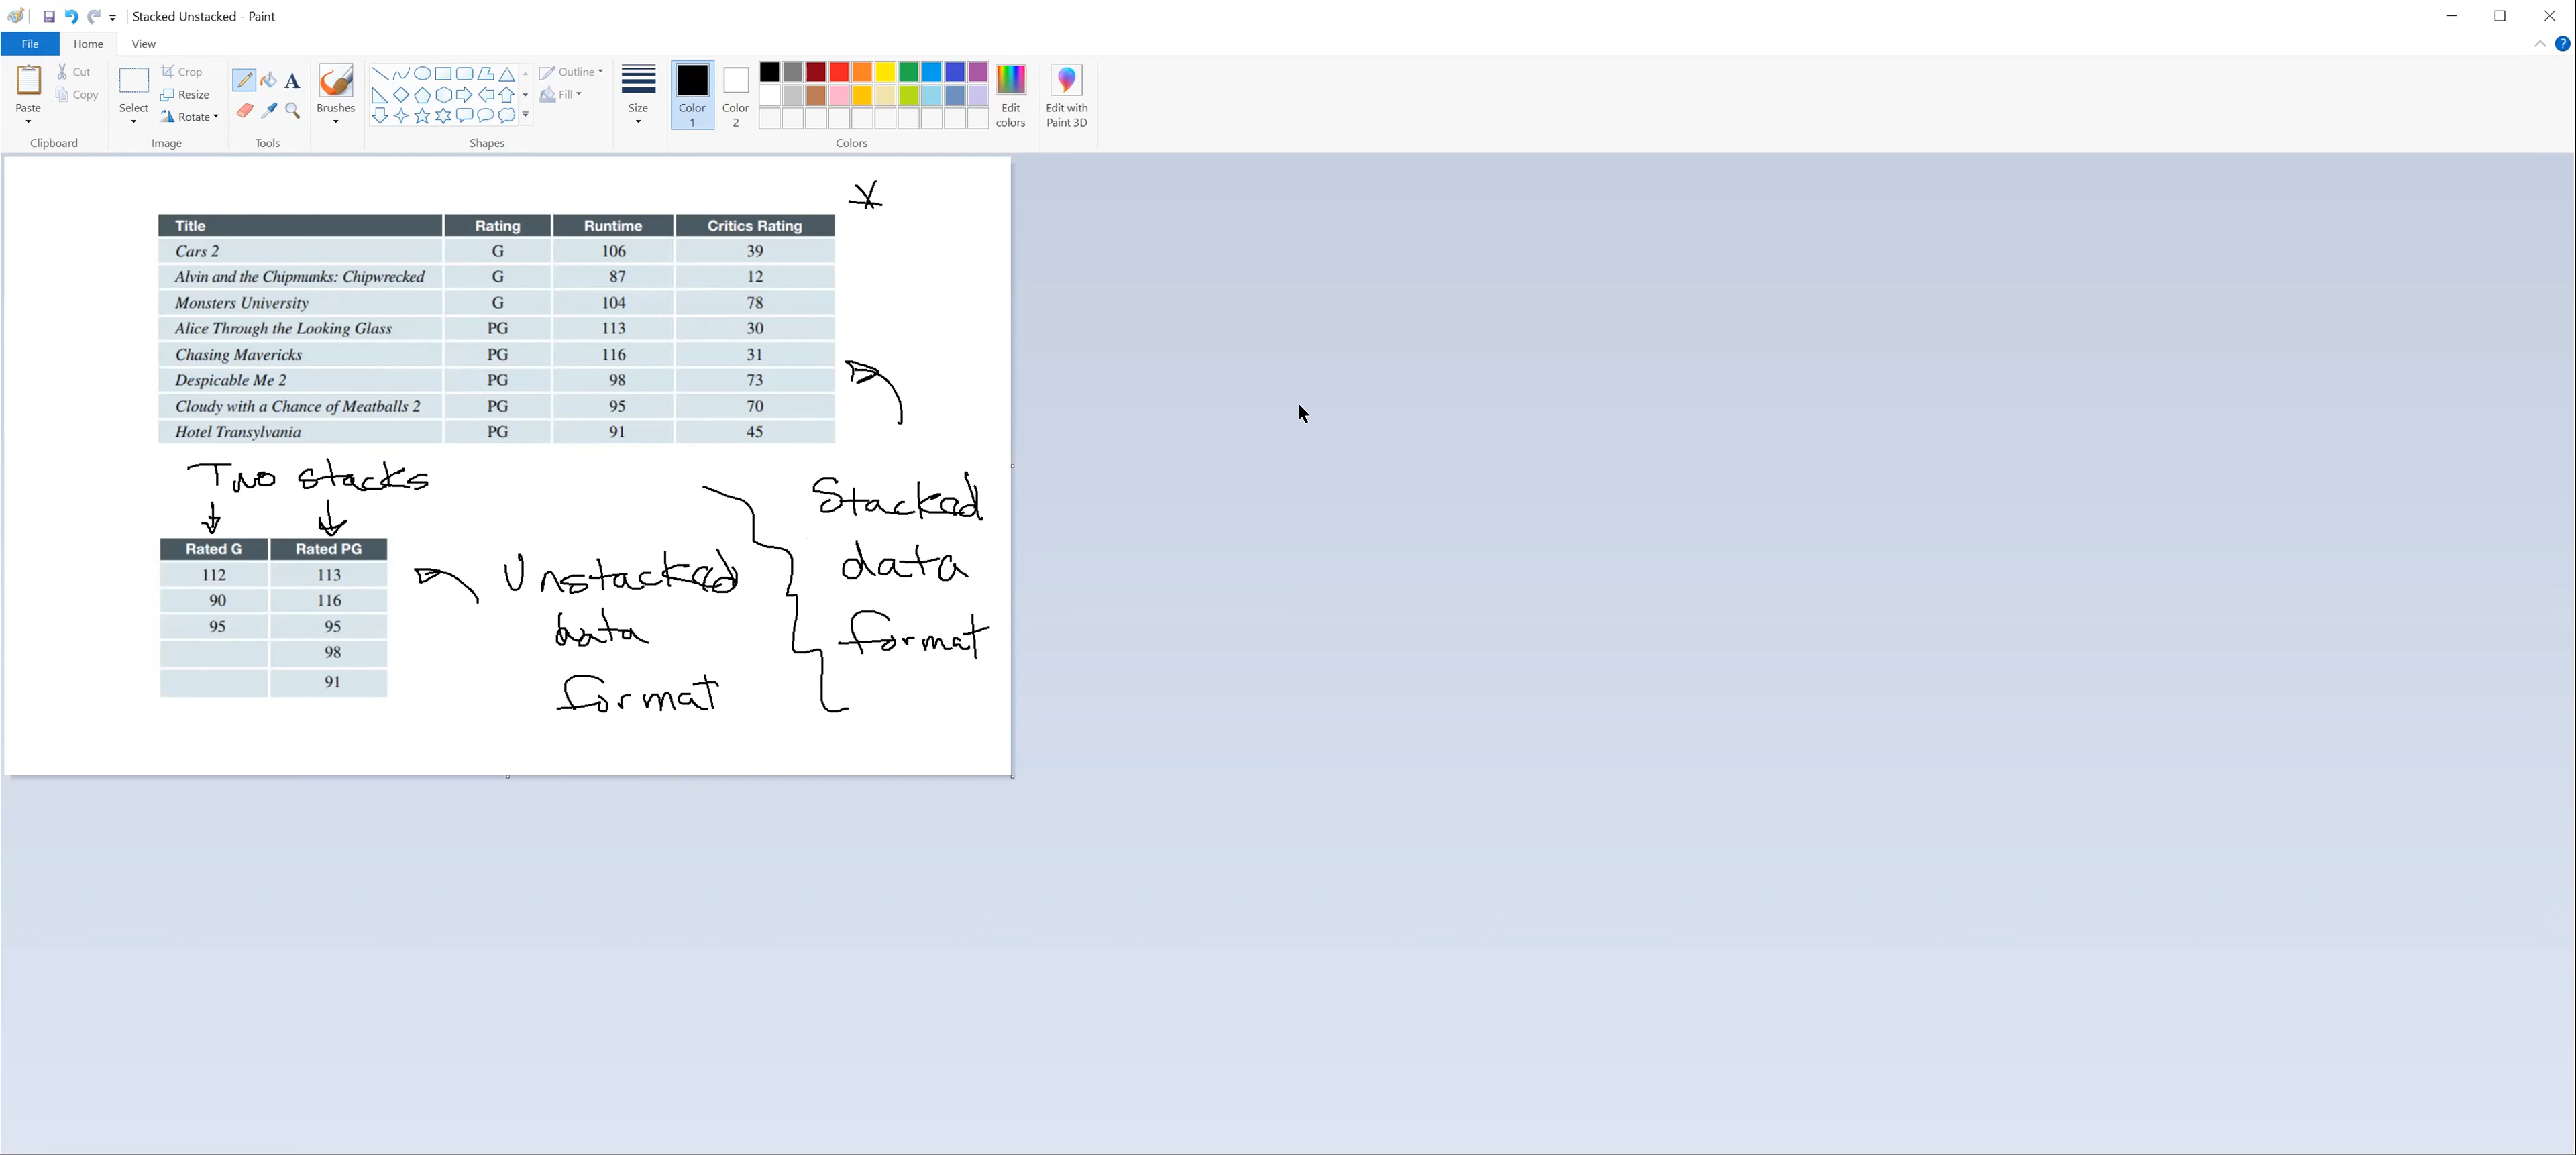 Stacked Unstacked - Paint
File Home View
Paste Cut Copy
Clipboard
Select Crop Resize Rotate
Image
A
Tools
Brushes
Outline Fill
Shapes
Size
Color 1
Color 2
Edit colors
Colors
Edit with Paint 3D
?
*
Title Rating Runtime Critics Rating
Cars 2 G 106 39
Alvin and the Chipmunks: Chipwrecked G 87 12
Monsters University G 104 78
Alice Through the Looking Glass PG 113 30
Chasing Mavericks PG 116 31
Despicable Me 2 PG 98 73
Cloudy with a Chance of Meatballs 2 PG 95 70
Hotel Transylvania PG 91 45
Two stacks
Rated G Rated PG
112 113
90 116
95 95
98
91
Unstacked
data
format
Stacked
data
format